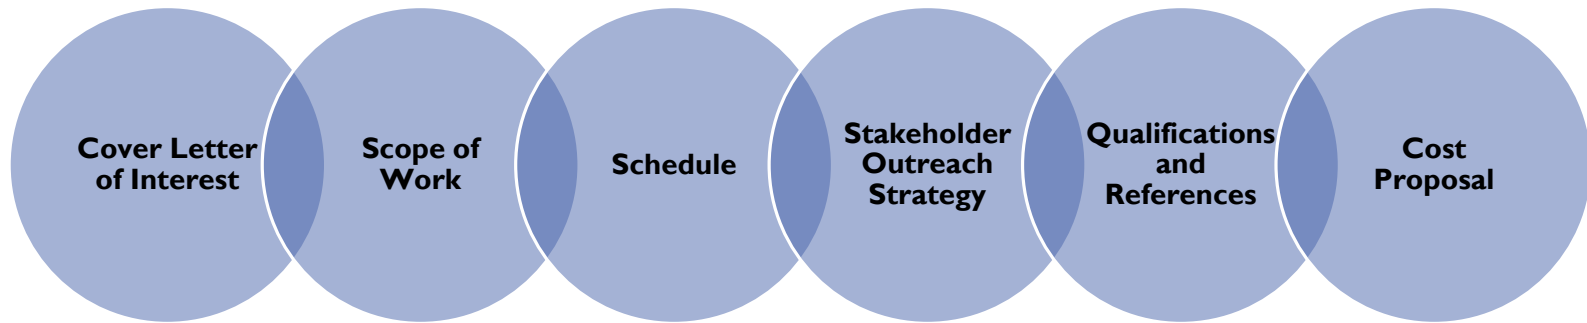 Cover Letter
of Interest
Scope of
Work
Schedule
Stakeholder
Outreach
Strategy
Qualifications
and
References
Cost
Proposal